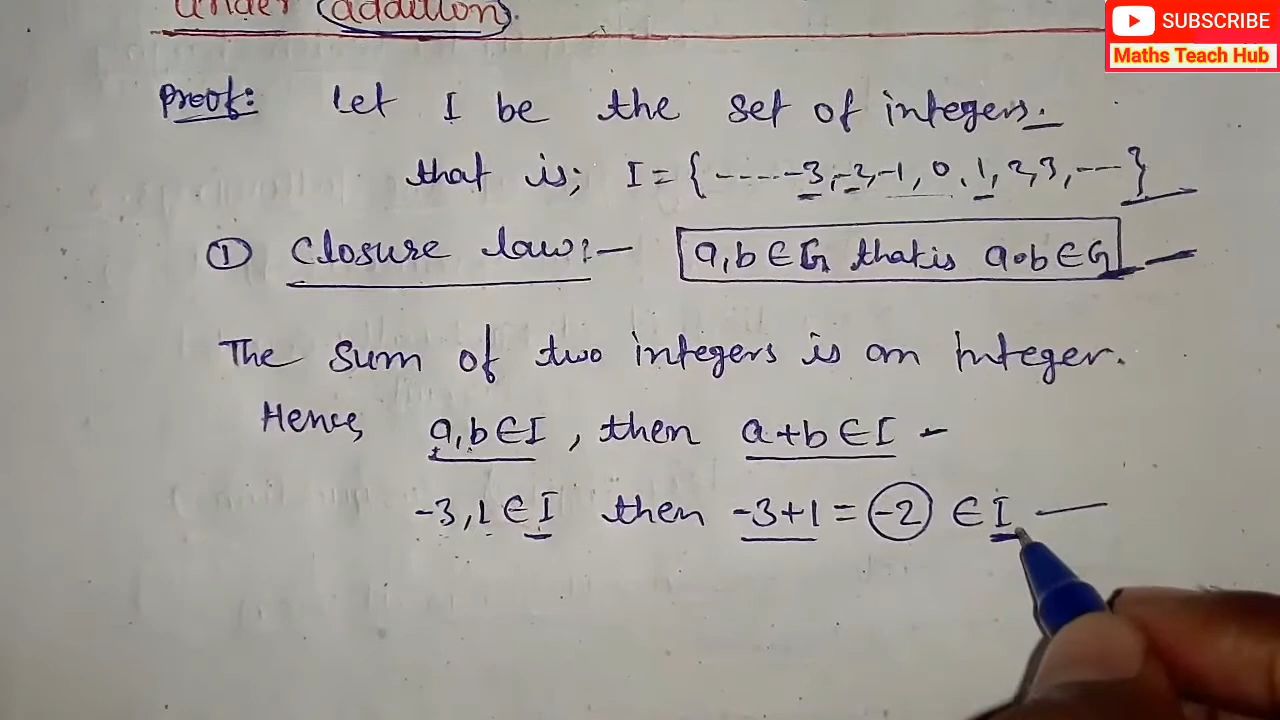 under addition.
SUBSCRIBE
Maths Teach Hub
Proof: Let I be the set of integers.
that is; I = { ----- -3, -2, -1, 0, 1, 2, 3, --- }
① Closure law:- a, b ∈ G that is a∘b ∈ G
The Sum of two integers is an integer.
Hence, a, b ∈ I, then a+b ∈ I -
-3, 1 ∈ I then -3+1 = -2 ∈ I —